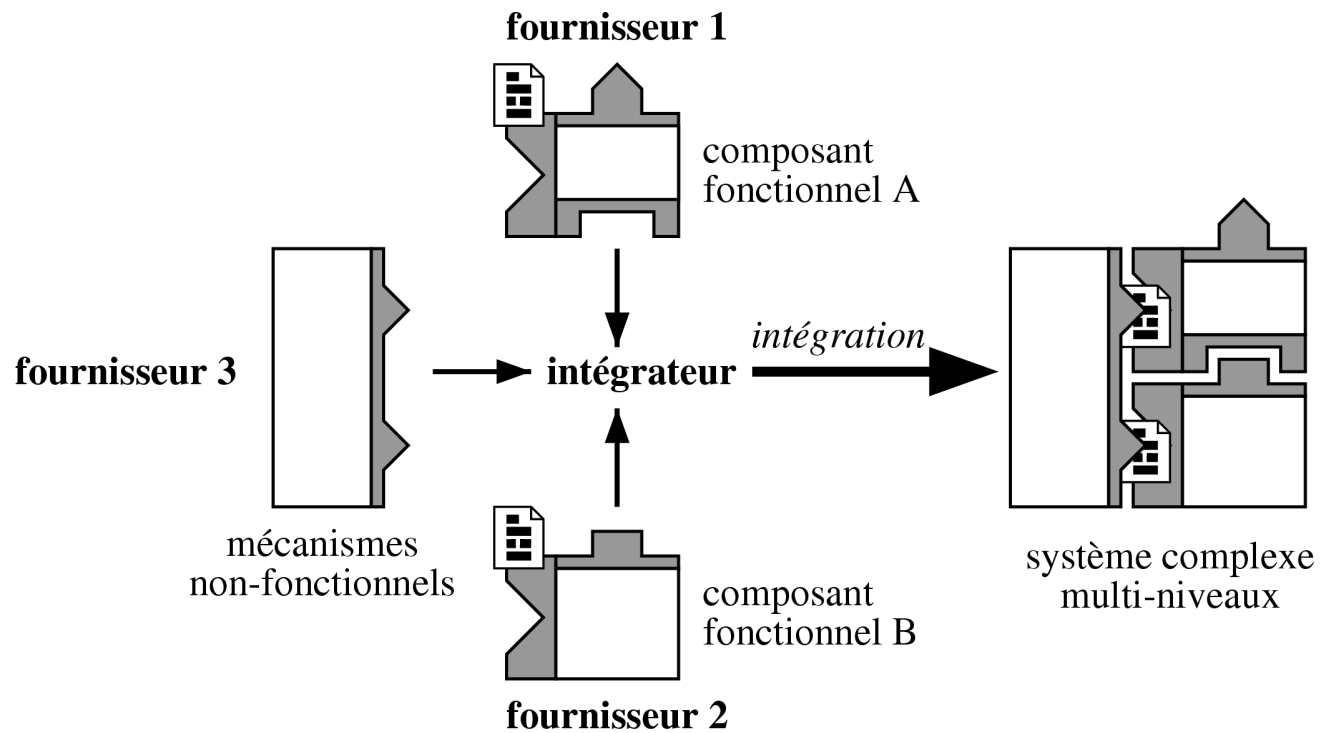 fournisseur 1
composant
fonctionnel A
intégration
fournisseur 3
intégrateur
mécanismes
non-fonctionnels
composant
fonctionnel B
système complexe
multi-niveaux
fournisseur 2